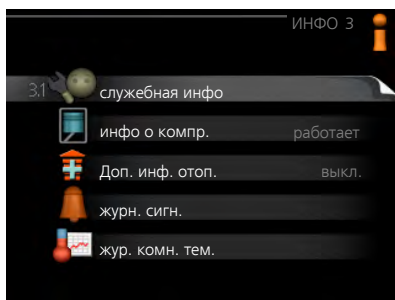 ИНФО 3
3.1 служебная инфо
инфо о компр. работает
Доп. инф. отоп. выкл.
журн. сигн.
жур. комн. тем.